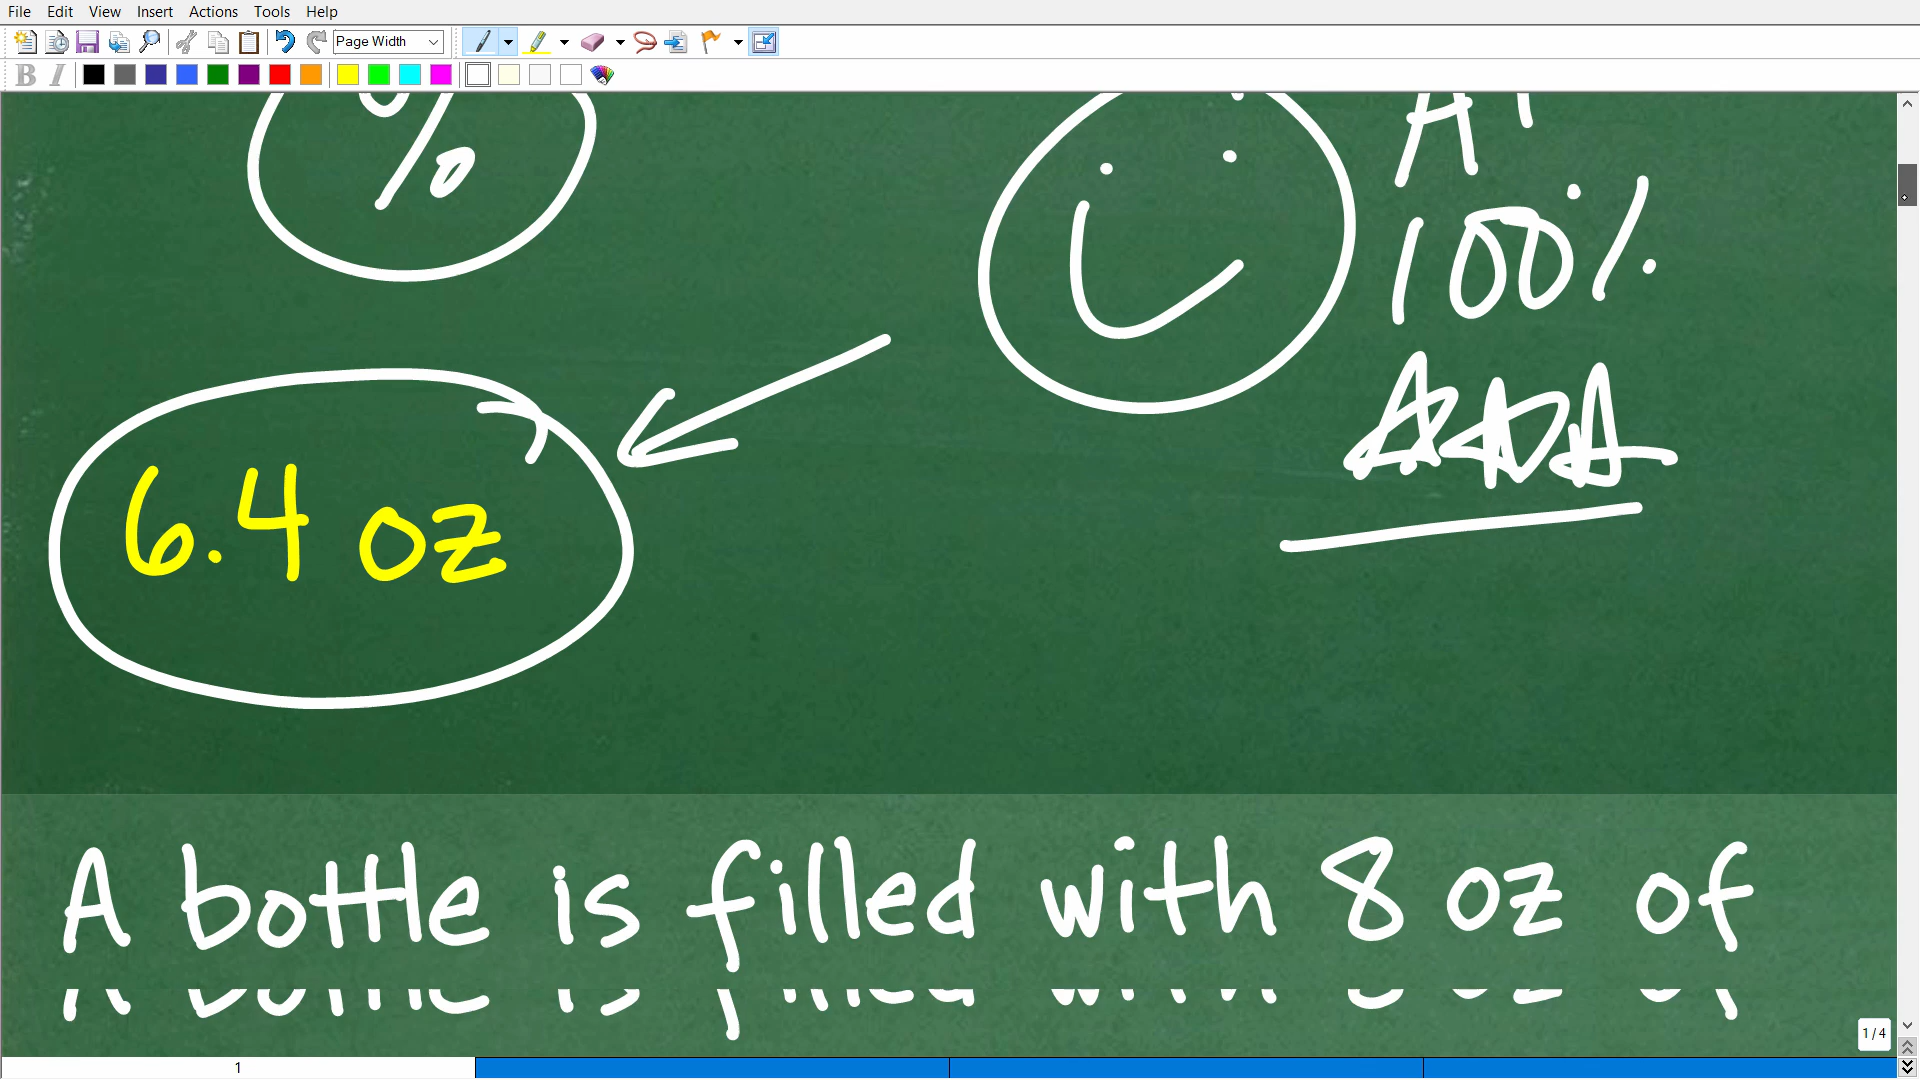 File Edit View Insert Actions Tools Help
Page Width
B I
%
A+
100%
6.4 oz
A bottle is filled with 8 oz of
1 / 4
1